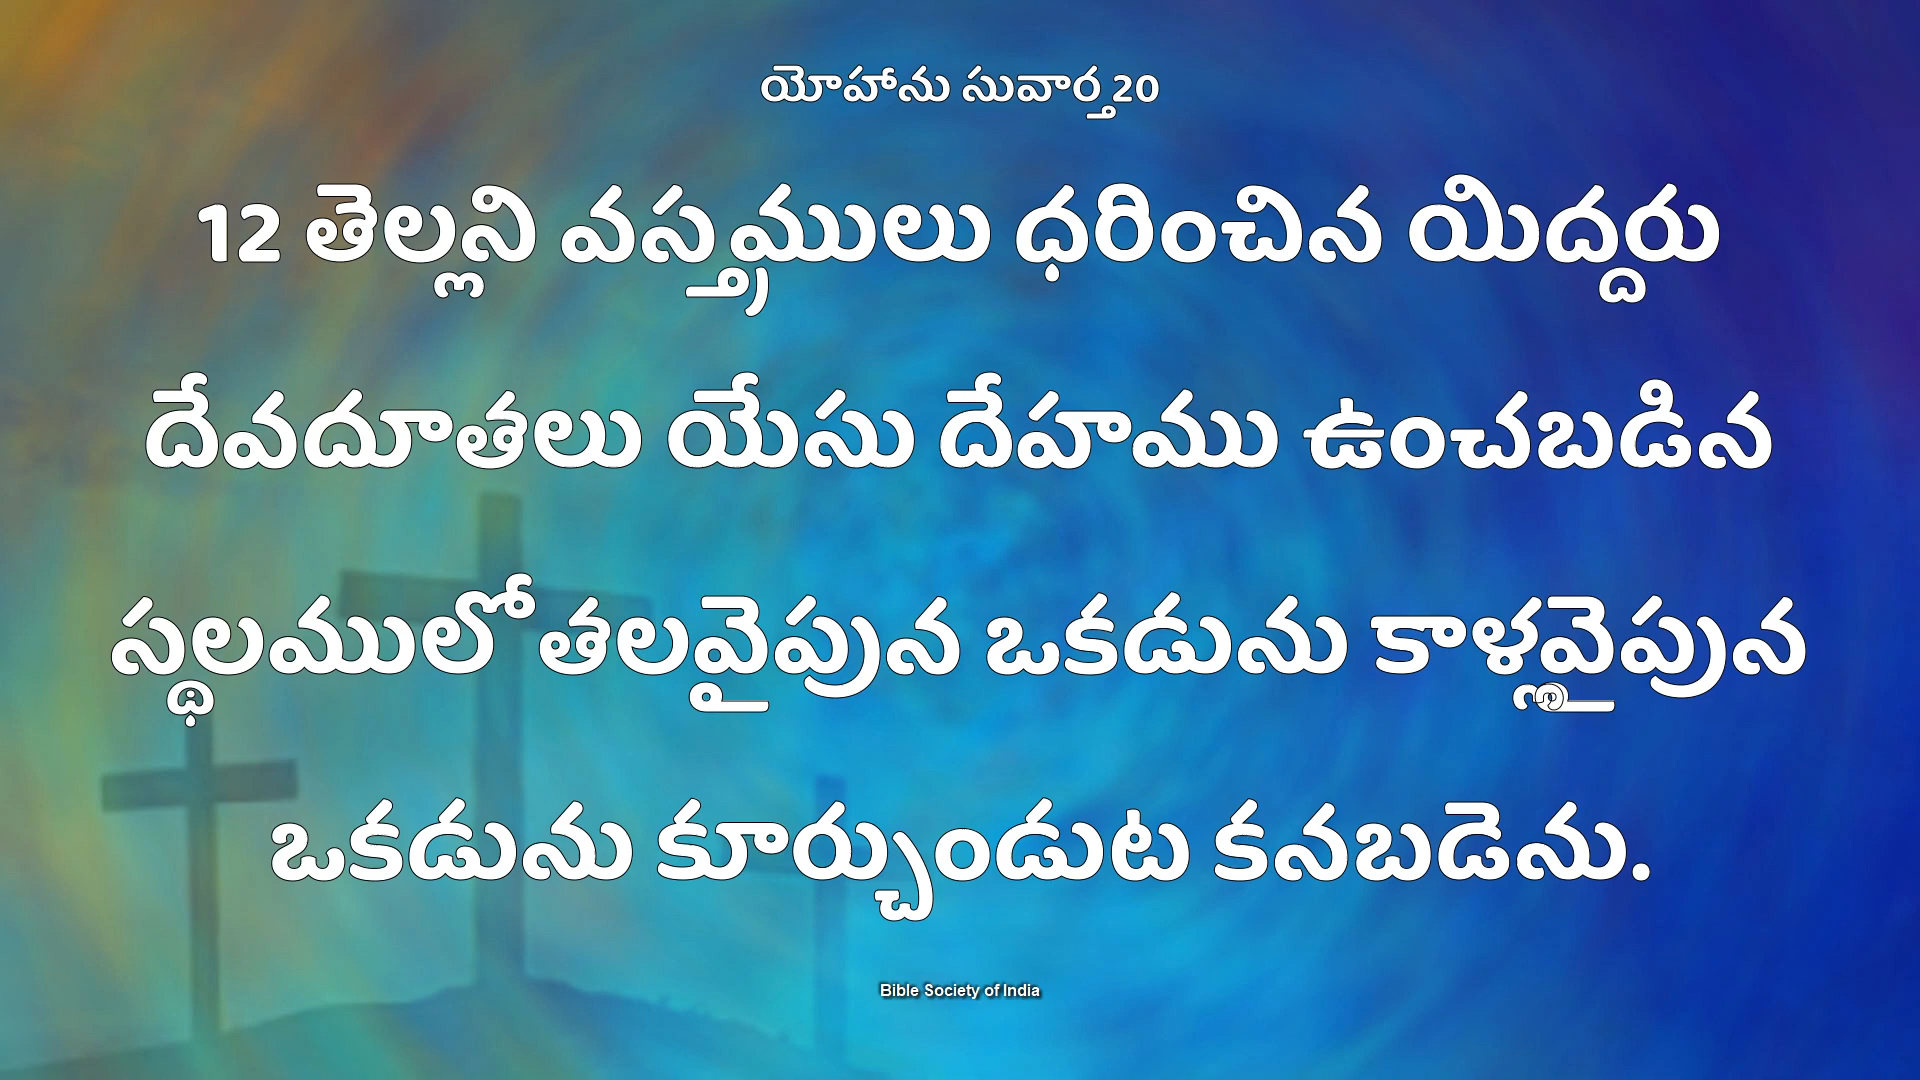 యోహాను సువార్త 20
12 తెల్లని వస్త్రములు ధరించిన యిద్దరు
దేవదూతలు యేసు దేహము ఉంచబడిన
స్థలములో తలవైపున ఒకడును కాళ్లవైపున
ఒకడును కూర్చుండుట కనబడెను.
Bible Society of India